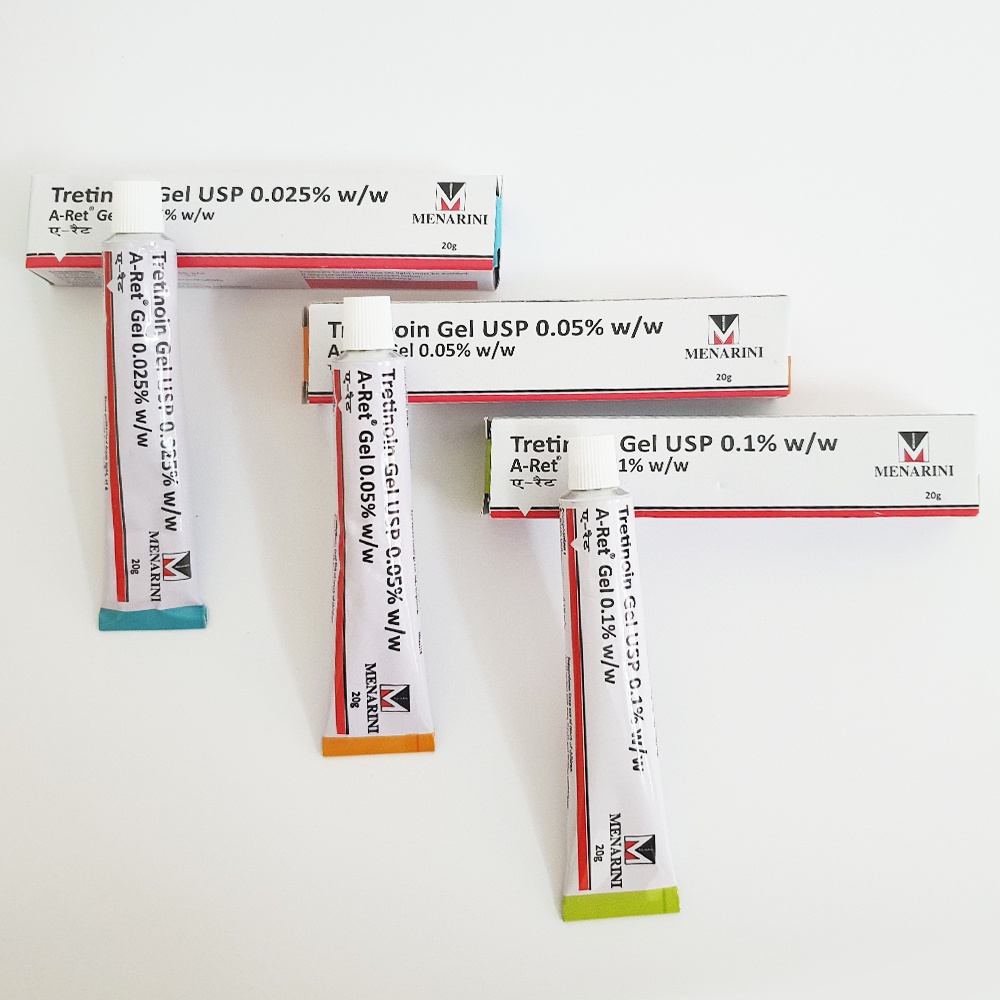 Tretin Gel USP 0.025% w/w
A-Ret® Ge % w/w
ए-रैट
MENARINI
20g
Tretinoin Gel USP 0.025% w/w
A-Ret® Gel 0.025% w/w
ए-रैट
MENARINI
20g
Tr noin Gel USP 0.05% w/w
A Gel 0.05% w/w
MENARINI
20g
Tretinoin Gel USP 0.05% w/w
A-Ret® Gel 0.05% w/w
ए-रैट
MENARINI
20g
Tretin Gel USP 0.1% w/w
A-Ret® 1% w/w
ए-रैट
MENARINI
20g
Tretinoin Gel USP 0.1% w/w
A-Ret® Gel 0.1% w/w
ए-रैट
MENARINI
20g